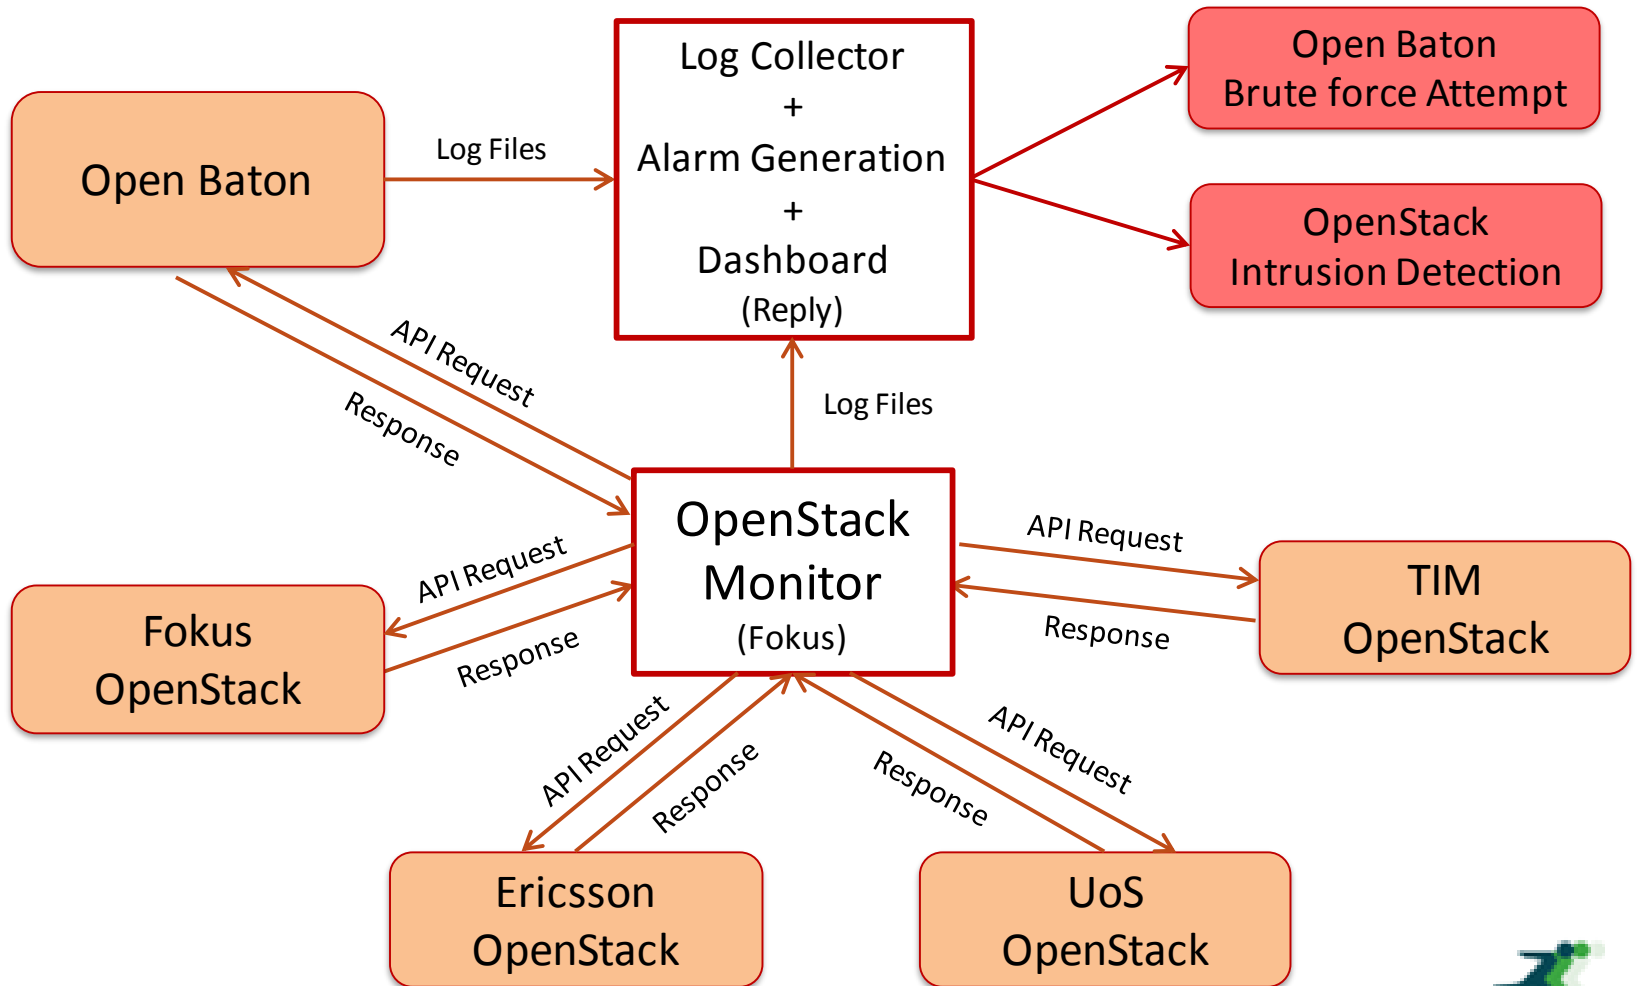 Log Collector
+
Alarm Generation
+
Dashboard
(Reply)
Open Baton
Brute force Attempt
OpenStack
Intrusion Detection
Open Baton
Log Files
API Request
Response
Log Files
OpenStack
Monitor
(Fokus)
API Request
Response
Fokus
OpenStack
API Request
Response
TIM
OpenStack
API Request
Response
Response
API Request
Ericsson
OpenStack
UoS
OpenStack